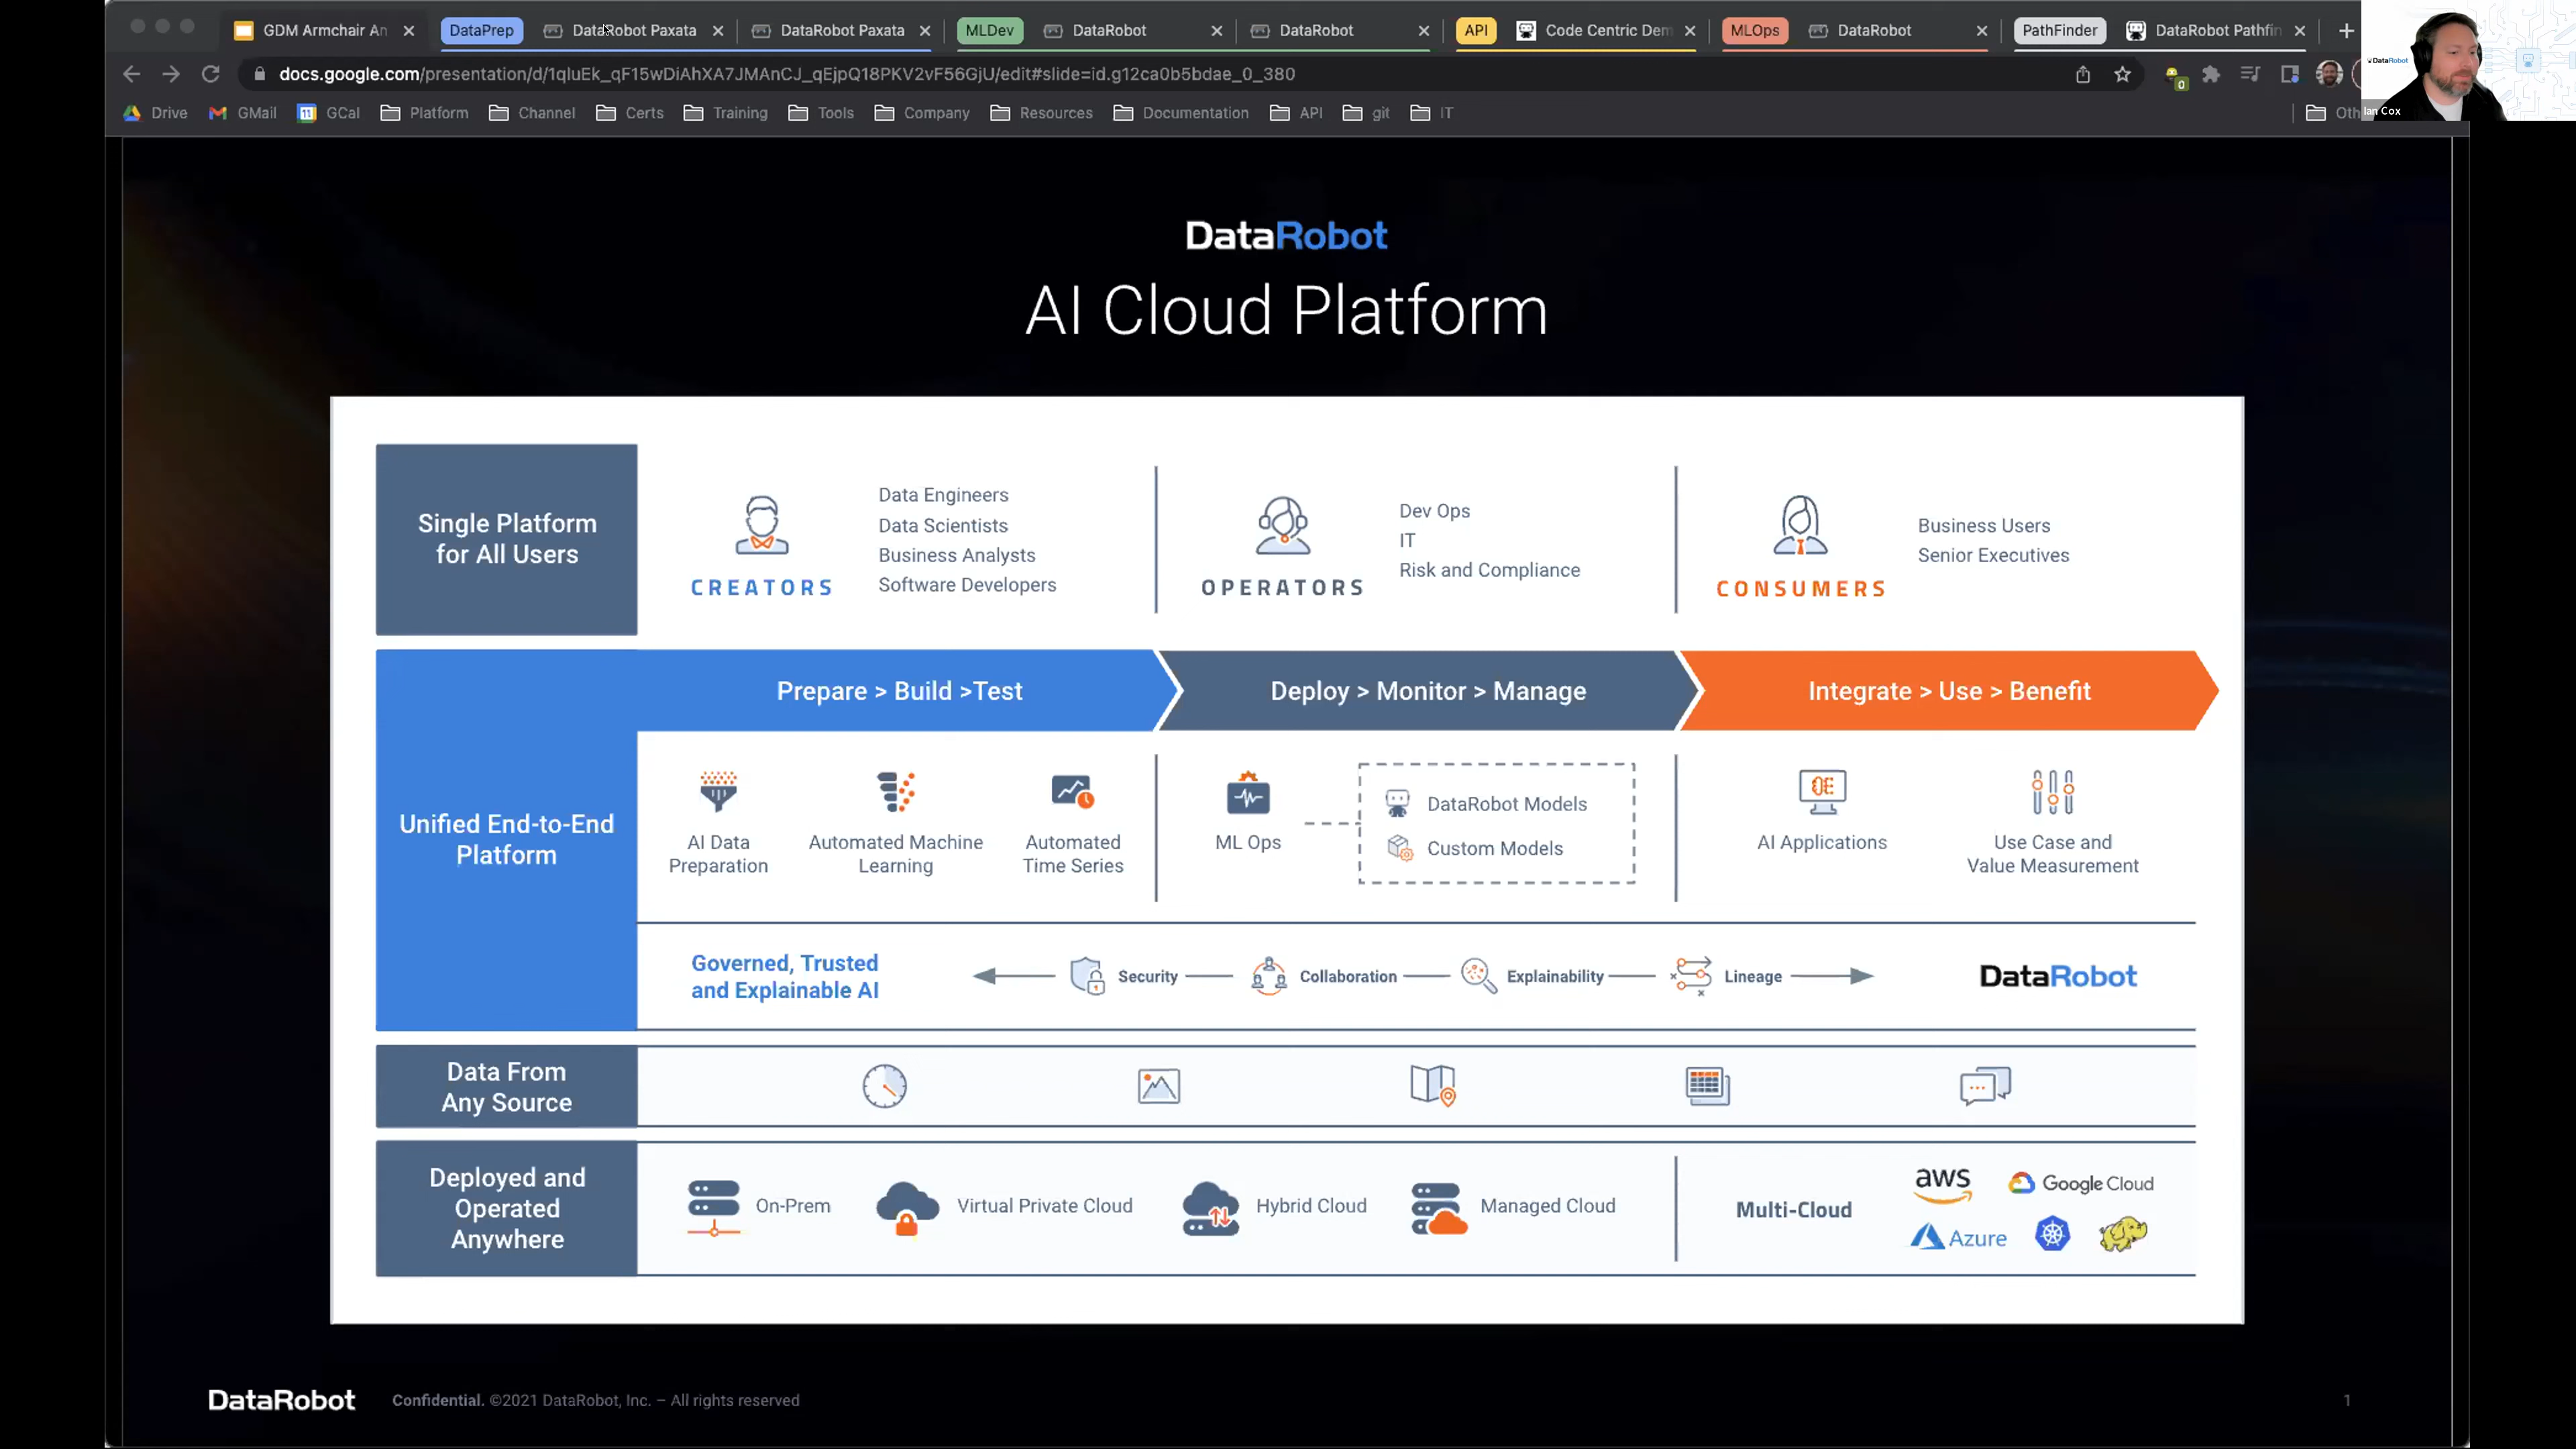 GDM Armchair An
DataPrep
DataRobot Paxata
DataRobot Paxata
MLDev
DataRobot
DataRobot
API
Code Centric Dem
MLOps
DataRobot
PathFinder
DataRobot Pathfin
docs.google.com/presentation/d/1qluEk_qF15wDiAhXA7JMAnCJ_qEjpQ18PKV2vF56GjU/edit#slide=id.g12ca0b5bdae_0_380
0
DataRobot
Ian Cox
Drive
GMail
11
GCal
Platform
Channel
Certs
Training
Tools
Company
Resources
Documentation
API
git
IT
Oth
DataRobot
AI Cloud Platform
Single Platform
for All Users
CREATORS
Data Engineers
Data Scientists
Business Analysts
Software Developers
OPERATORS
Dev Ops
IT
Risk and Compliance
CONSUMERS
Business Users
Senior Executives
Unified End-to-End
Platform
Prepare > Build >Test
Deploy > Monitor > Manage
Integrate > Use > Benefit
AI Data
Preparation
Automated Machine
Learning
Automated
Time Series
ML Ops
DataRobot Models
Custom Models
AI Applications
Use Case and
Value Measurement
Governed, Trusted
and Explainable AI
Security
Collaboration
Explainability
Lineage
DataRobot
Data From
Any Source
Deployed and
Operated
Anywhere
On-Prem
Virtual Private Cloud
Hybrid Cloud
Managed Cloud
Multi-Cloud
aws
Google Cloud
Azure
DataRobot
Confidential. ©2021 DataRobot, Inc. – All rights reserved
1